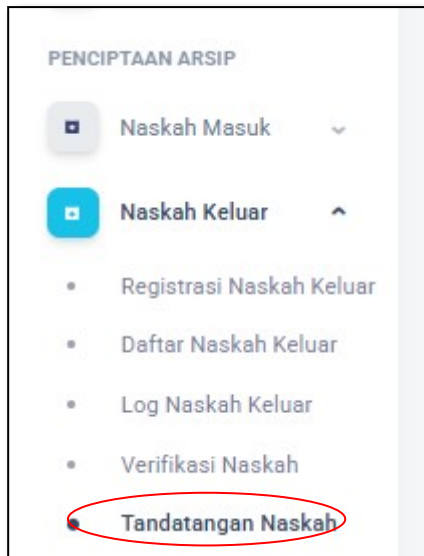 PENCIPTAAN ARSIP
Naskah Masuk
Naskah Keluar
Registrasi Naskah Keluar
Daftar Naskah Keluar
Log Naskah Keluar
Verifikasi Naskah
Tandatangan Naskah